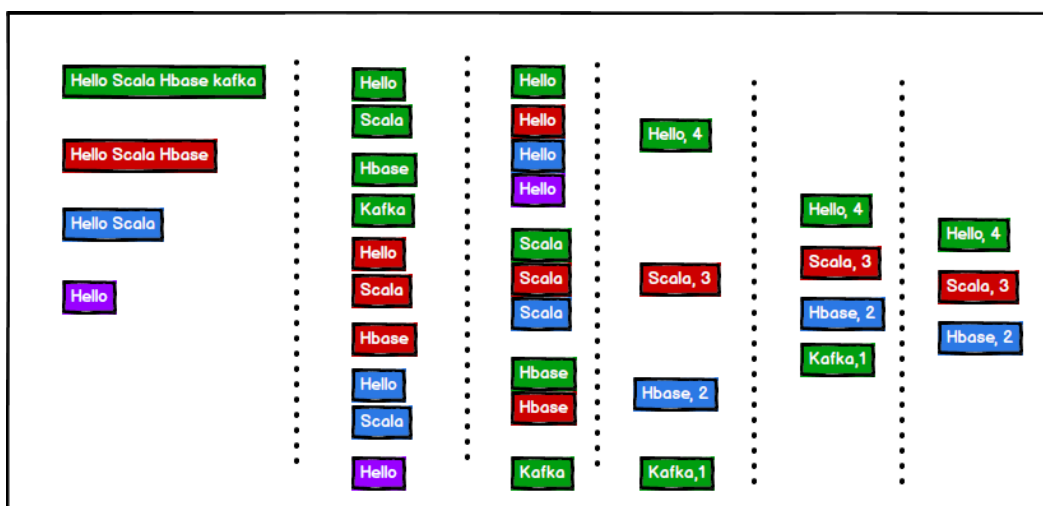 Hello Scala Hbase kafka
Hello Scala Hbase
Hello Scala
Hello
Hello
Scala
Hbase
Kafka
Hello
Scala
Hbase
Hello
Scala
Hello
Hello
Hello
Hello
Hello
Scala
Scala
Scala
Hbase
Hbase
Kafka
Hello, 4
Scala, 3
Hbase, 2
Kafka,1
Hello, 4
Scala, 3
Hbase, 2
Kafka,1
Hello, 4
Scala, 3
Hbase, 2